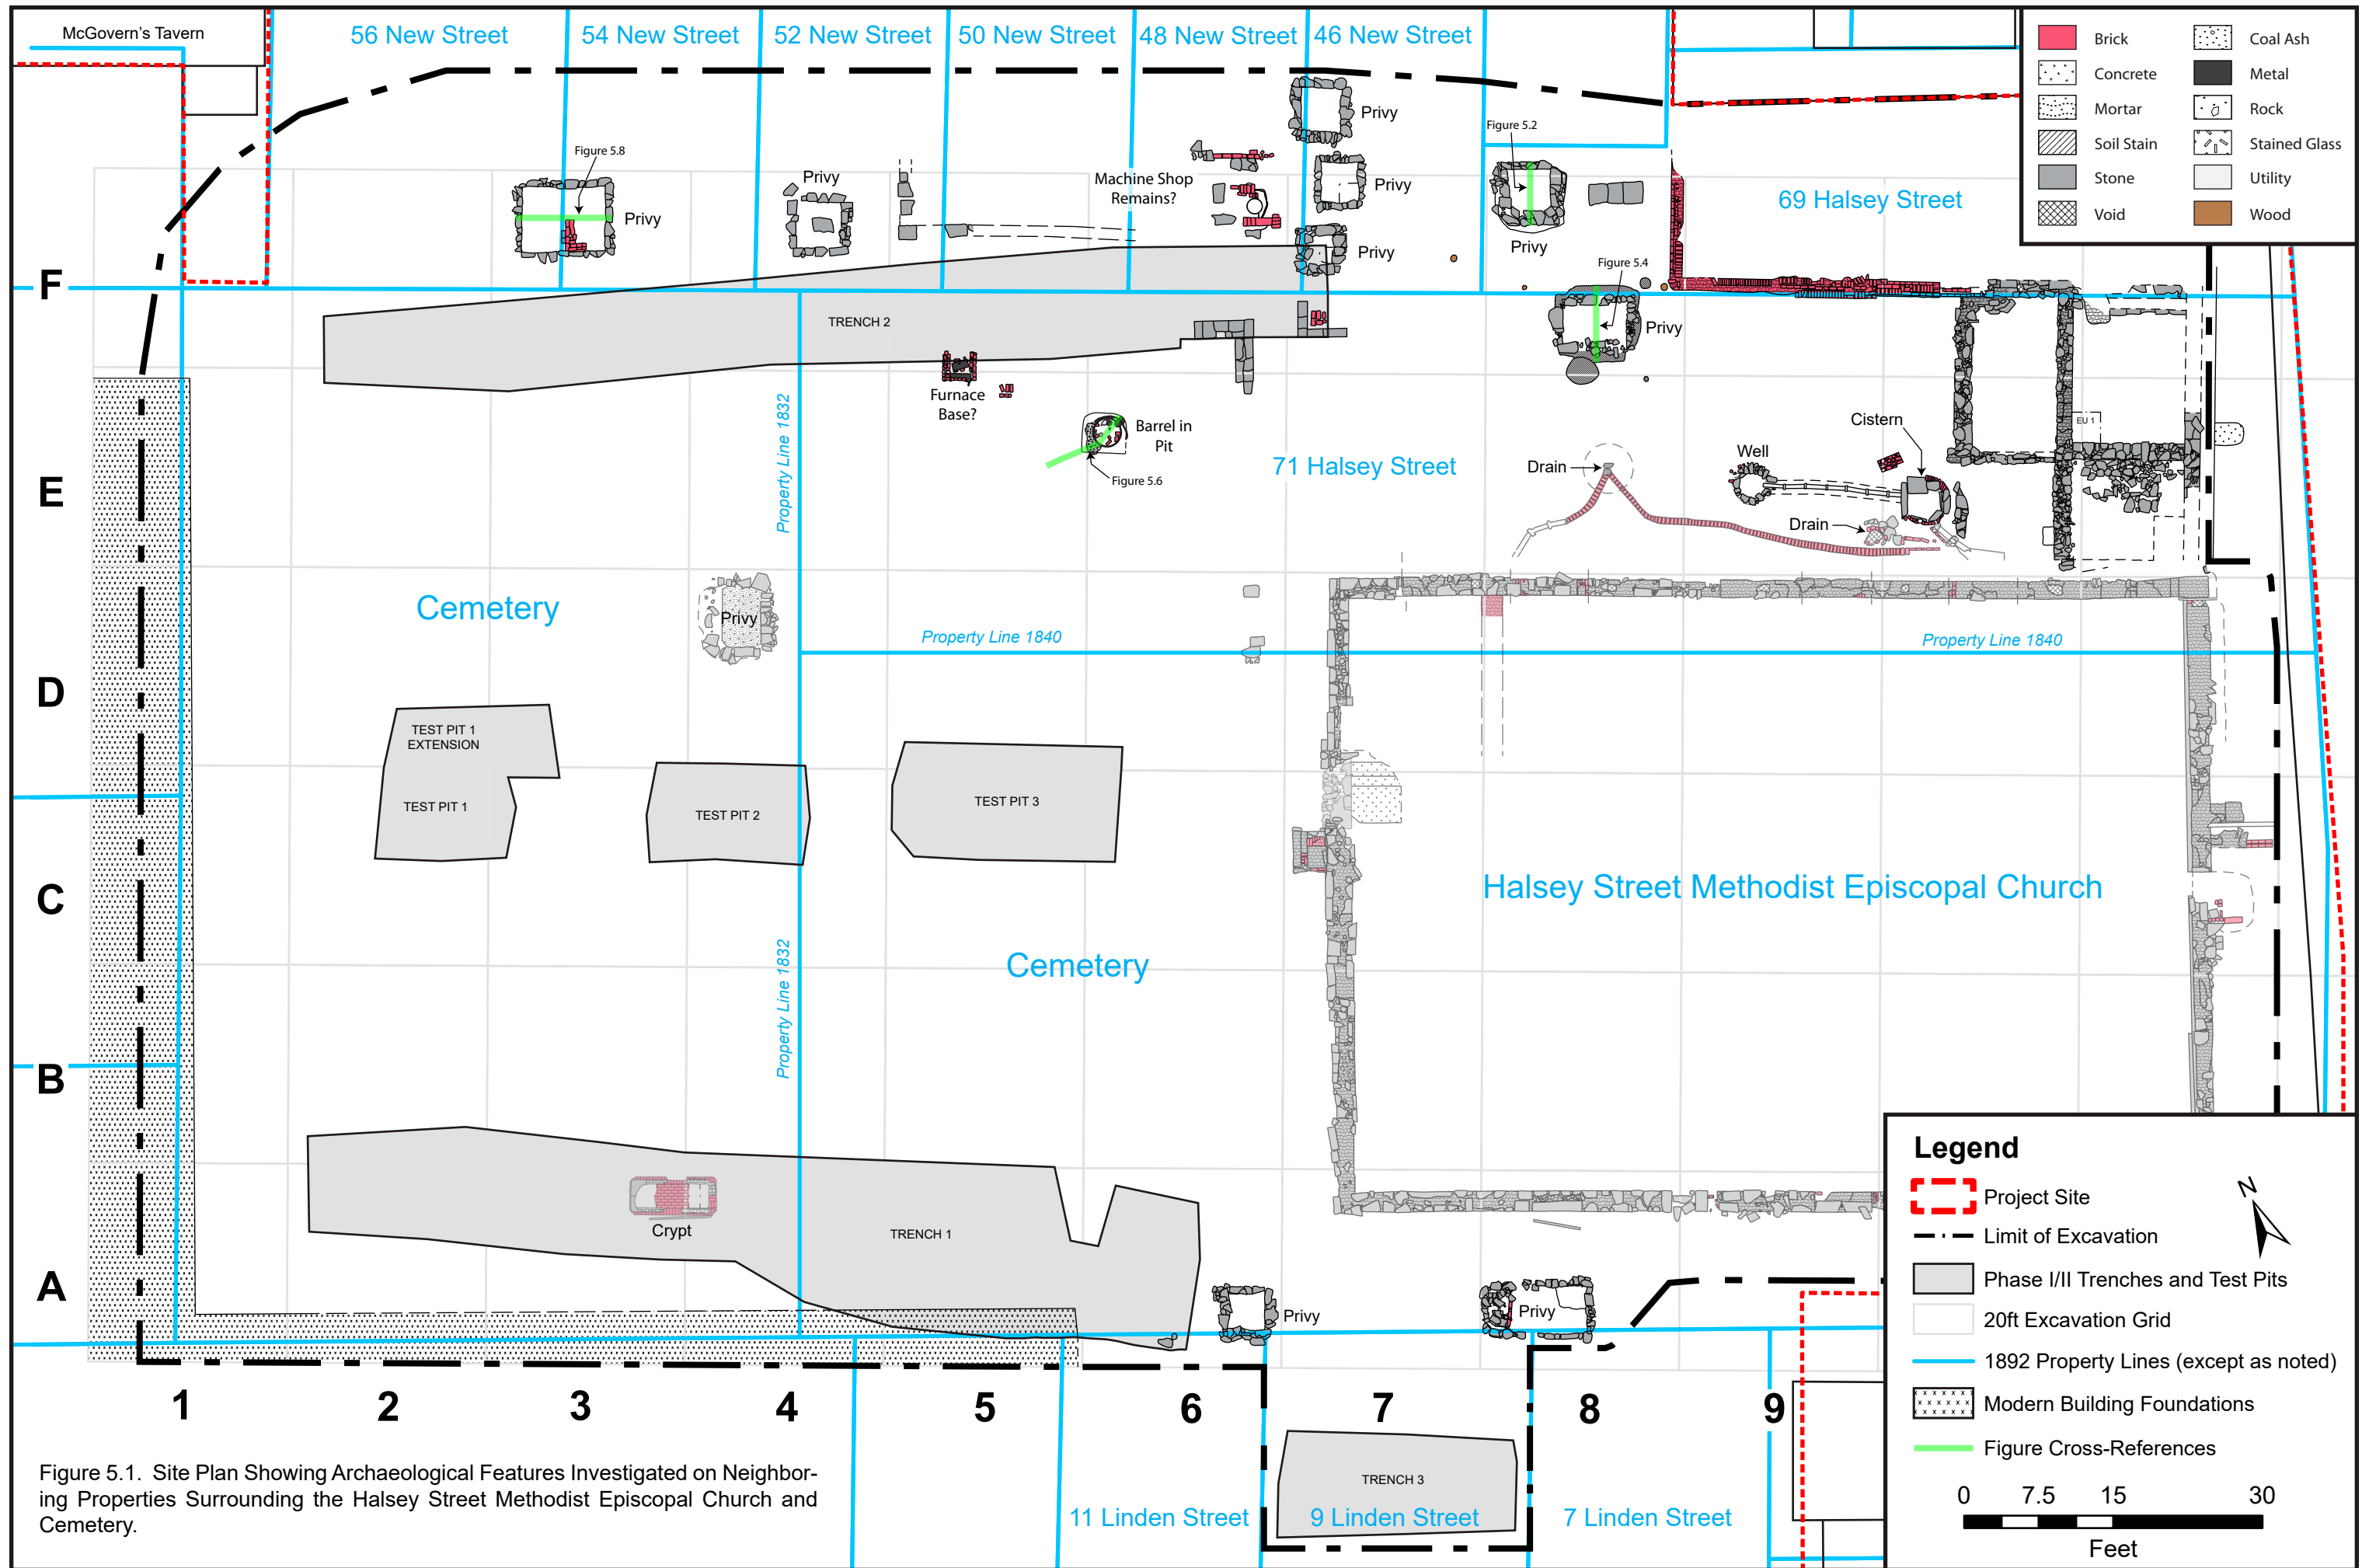 McGovern's Tavern
56 New Street
54 New Street
52 New Street
50 New Street
48 New Street
46 New Street
Brick
Coal Ash
Concrete
Metal
Mortar
Rock
Soil Stain
Stained Glass
Stone
Utility
Void
Wood
Privy
Figure 5.2
Figure 5.8
Privy
Machine Shop
Remains?
Privy
69 Halsey Street
Privy
Privy
Privy
Figure 5.4
F
TRENCH 2
Privy
Furnace
Base?
Property Line 1832
Barrel in
Pit
Cistern
EU 1
71 Halsey Street
Well
Drain
Figure 5.6
E
Drain
Cemetery
Privy
Property Line 1840
Property Line 1840
D
TEST PIT 1
EXTENSION
TEST PIT 1
TEST PIT 2
TEST PIT 3
C
Halsey Street Methodist Episcopal Church
Cemetery
Property Line 1832
B
Crypt
TRENCH 1
A
Privy
Privy
1
2
3
4
5
6
7
8
9
Legend
N
Project Site
Limit of Excavation
Phase I/II Trenches and Test Pits
20ft Excavation Grid
1892 Property Lines (except as noted)
Modern Building Foundations
Figure Cross-References
0 7.5 15 30
Feet
TRENCH 3
11 Linden Street
9 Linden Street
7 Linden Street
Figure 5.1. Site Plan Showing Archaeological Features Investigated on Neighbor-
ing Properties Surrounding the Halsey Street Methodist Episcopal Church and
Cemetery.